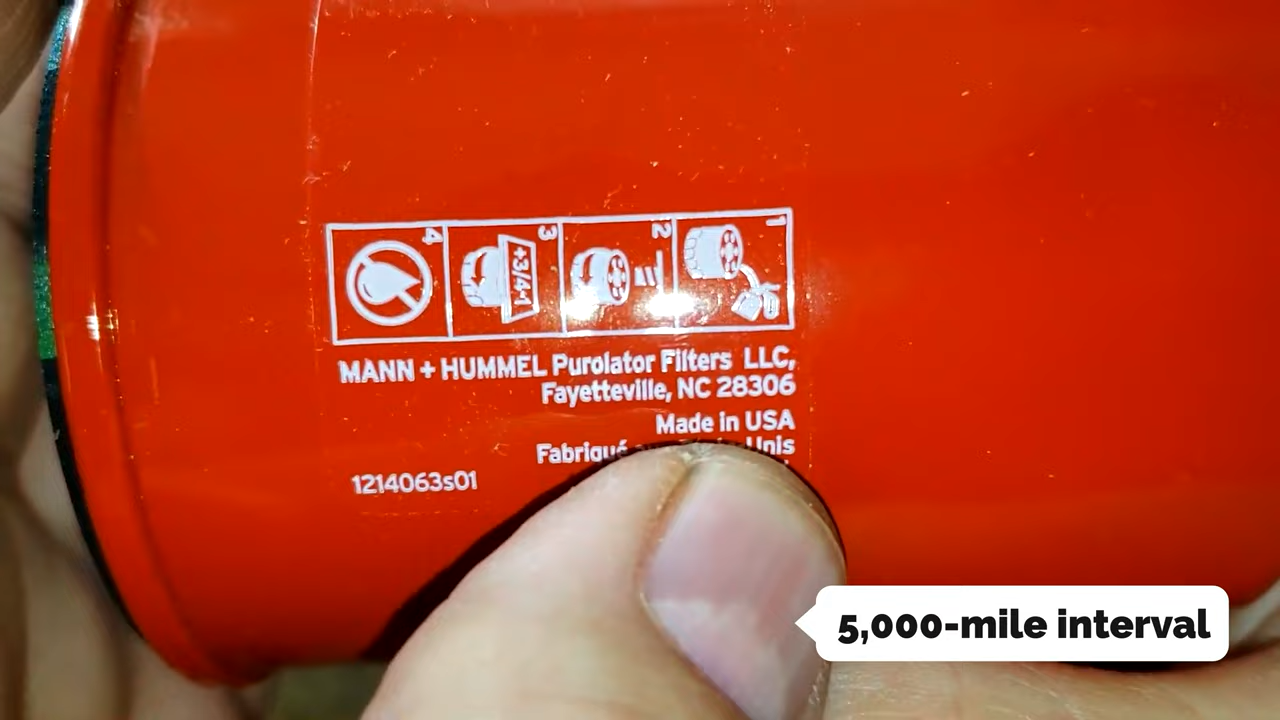 4 3 2 1
+3/4-1
MANN + HUMMEL Purolator Filters LLC,
Fayetteville, NC 28306
Made in USA
Fabriqué Unis
1214063s01
5,000-mile interval